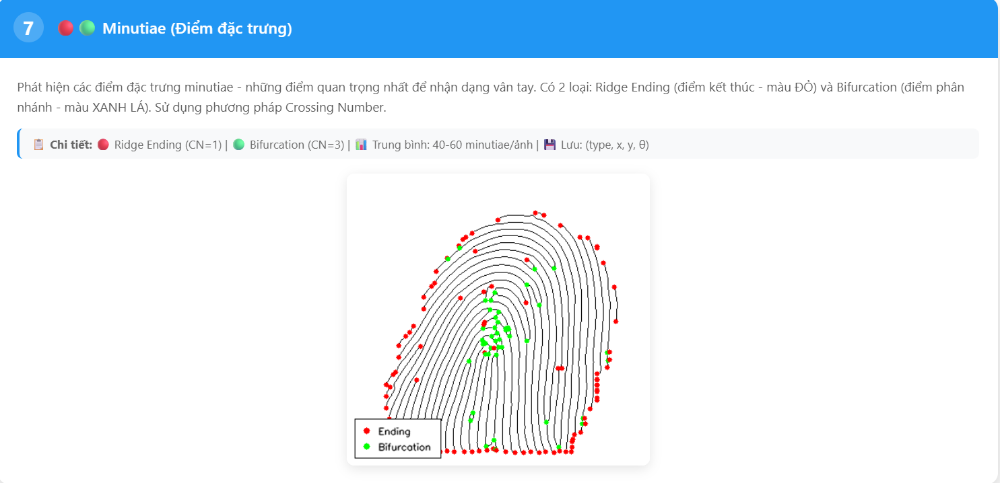 7 🔴 🟢 Minutiae (Điểm đặc trưng)
Phát hiện các điểm đặc trưng minutiae - những điểm quan trọng nhất để nhận dạng vân tay. Có 2 loại: Ridge Ending (điểm kết thúc - màu ĐỎ) và Bifurcation (điểm phân
nhánh - màu XANH LÁ). Sử dụng phương pháp Crossing Number.
📋 Chi tiết: 🔴 Ridge Ending (CN=1) | 🟢 Bifurcation (CN=3) | 📊 Trung bình: 40-60 minutiae/ảnh | 💾 Lưu: (type, x, y, θ)
Ending
Bifurcation